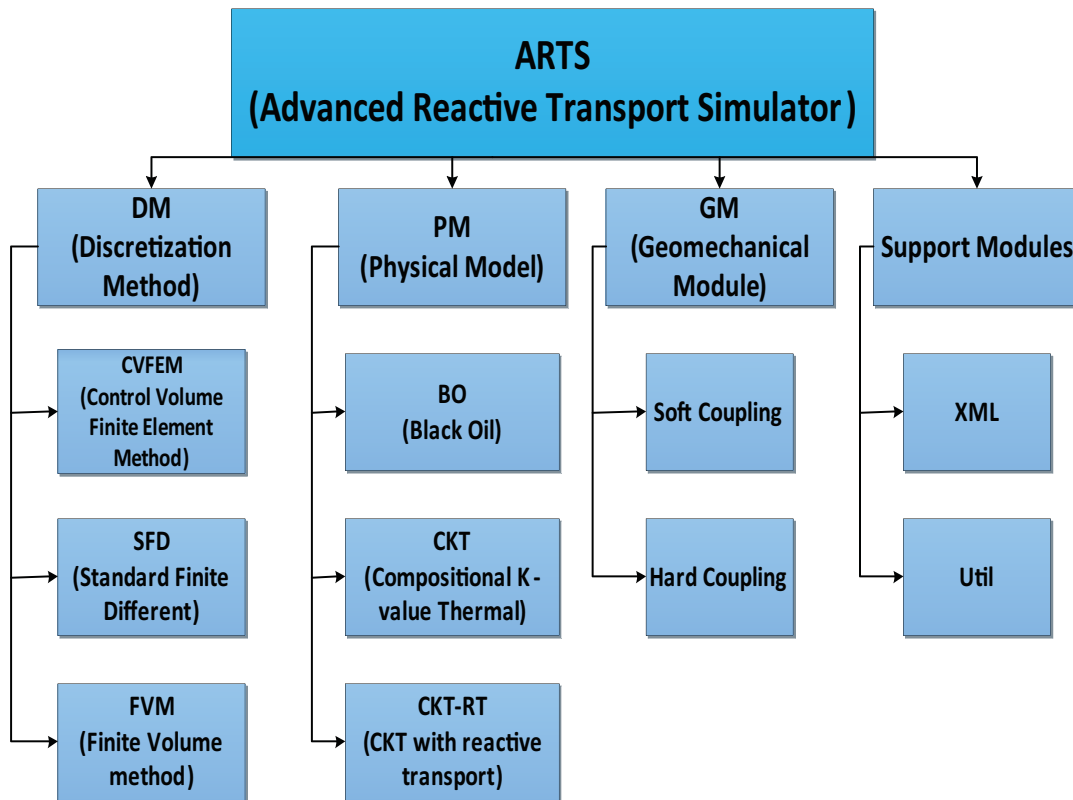 ARTS
(Advanced Reactive Transport Simulator)
DM
(Discretization
Method)
CVFEM
(Control Volume
Finite Element
Method)
SFD
(Standard Finite
Different)
FVM
(Finite Volume
method)
PM
(Physical Model)
BO
(Black Oil)
CKT
(Compositional K -
value Thermal)
CKT-RT
(CKT with reactive
transport)
GM
(Geomechanical
Module)
Soft Coupling
Hard Coupling
Support Modules
XML
Util